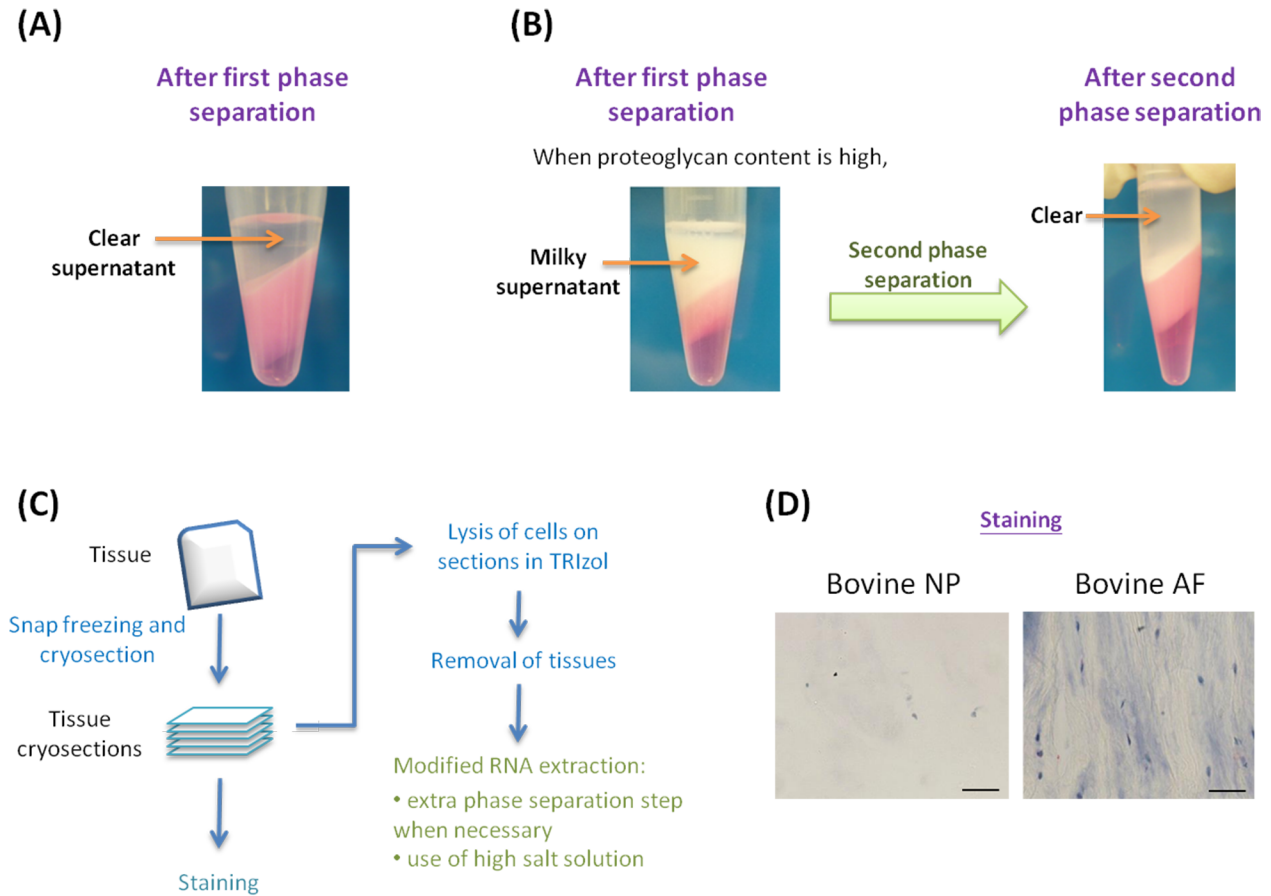 (A)
After first phase
separation
Clear
supernatant
(B)
After first phase
separation
When proteoglycan content is high,
Milky
supernatant
Second phase
separation
After second
phase separation
Clear
(C)
Tissue
Snap freezing and
cryosection
Tissue
cryosections
Staining
Lysis of cells on
sections in TRIzol
Removal of tissues
Modified RNA extraction:
• extra phase separation step
when necessary
• use of high salt solution
(D)
Staining
Bovine NP
Bovine AF